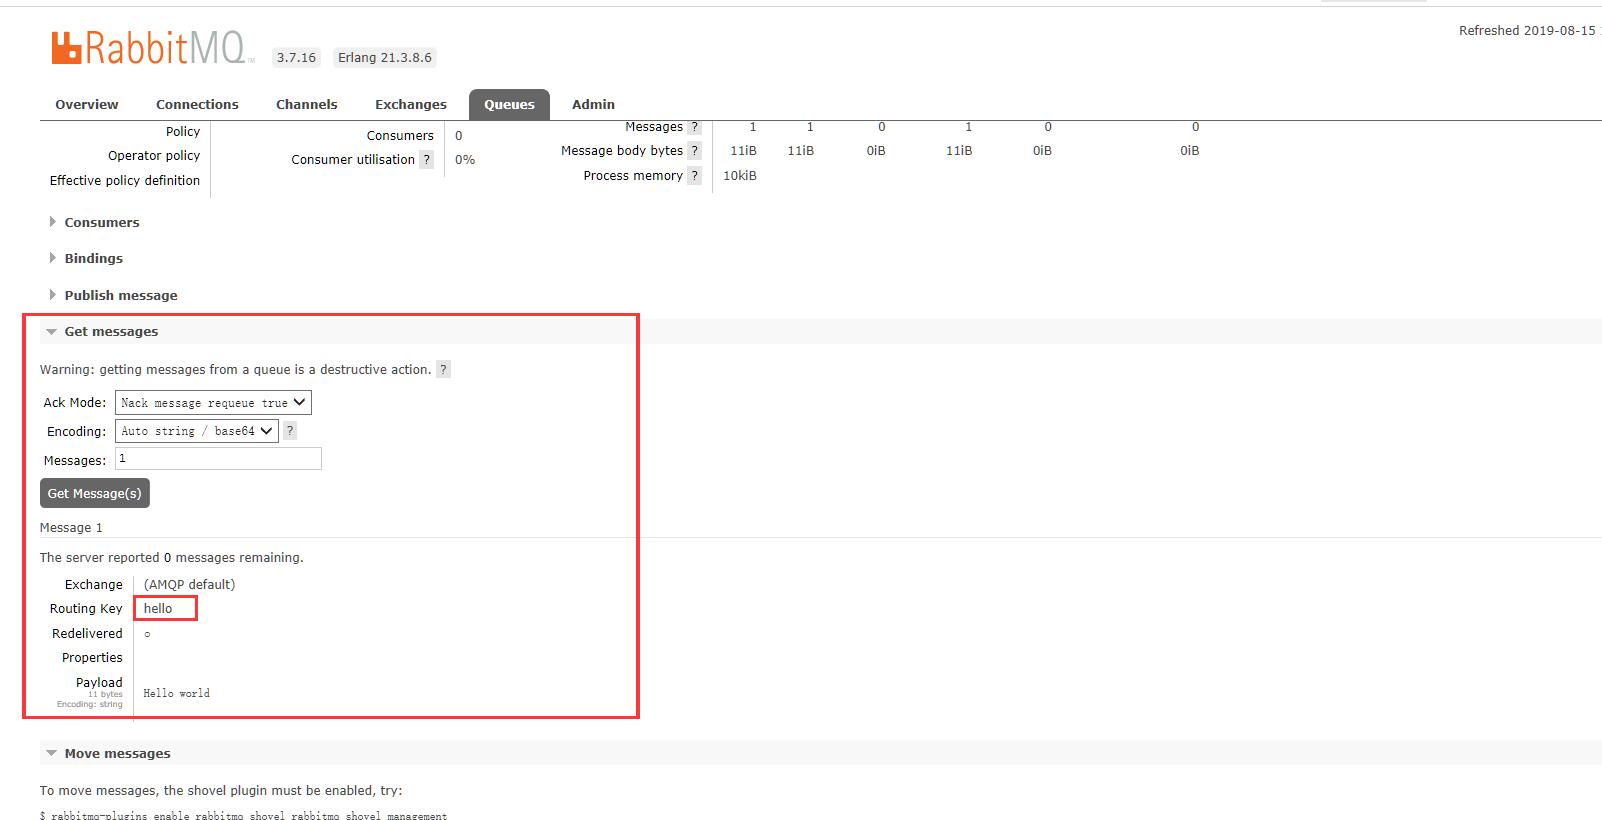 Refreshed 2019-08-15
RabbitMQ TM 3.7.16 Erlang 21.3.8.6
Overview Connections Channels Exchanges Queues Admin
Policy
Operator policy
Effective policy definition
Consumers 0
Consumer utilisation ? 0%
Messages ? 1 1 0 1 0 0
Message body bytes ? 11iB 11iB 0iB 11iB 0iB 0iB
Process memory ? 10kiB
Consumers
Bindings
Publish message
Get messages
Warning: getting messages from a queue is a destructive action. ?
Ack Mode: Nack message requeue true
Encoding: Auto string / base64 ?
Messages: 1
Get Message(s)
Message 1
The server reported 0 messages remaining.
Exchange (AMQP default)
Routing Key hello
Redelivered ○
Properties
Payload
11 bytes
Encoding: string
Hello world
Move messages
To move messages, the shovel plugin must be enabled, try:
$ rabbitmq-plugins enable rabbitmq_shovel rabbitmq_shovel_management